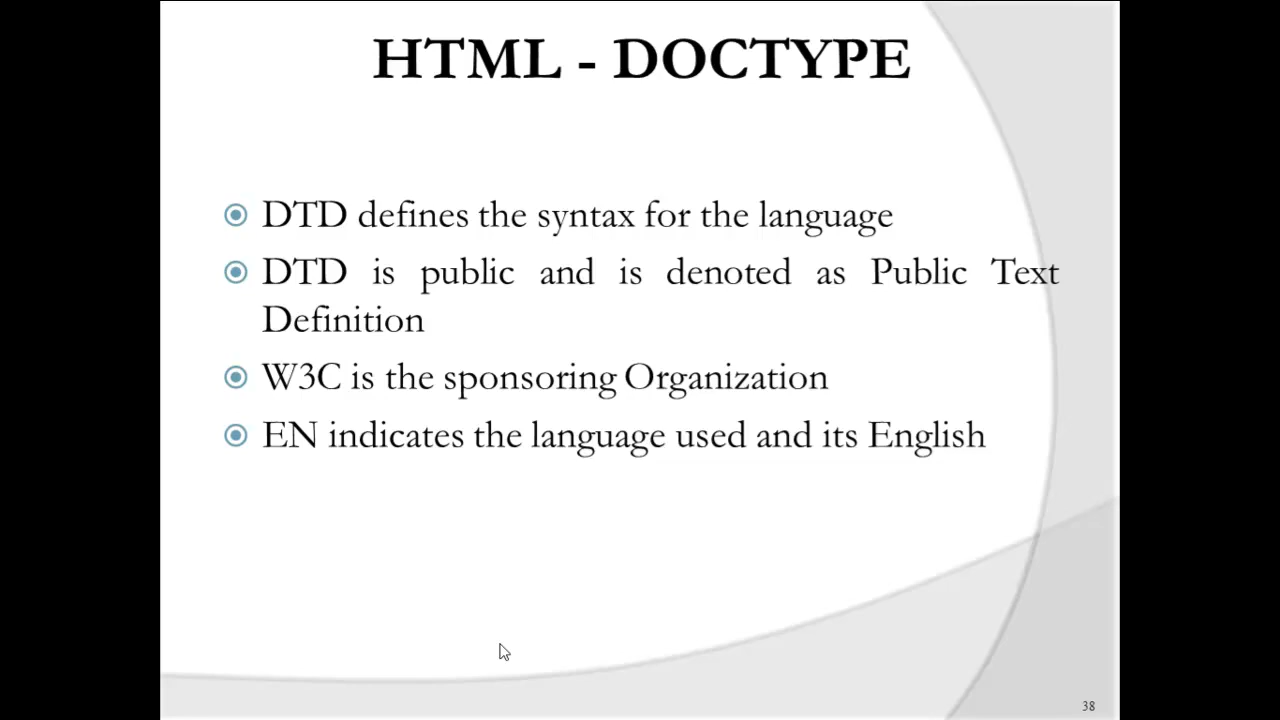 HTML - DOCTYPE
DTD defines the syntax for the language
DTD is public and is denoted as Public Text
Definition
W3C is the sponsoring Organization
EN indicates the language used and its English
38